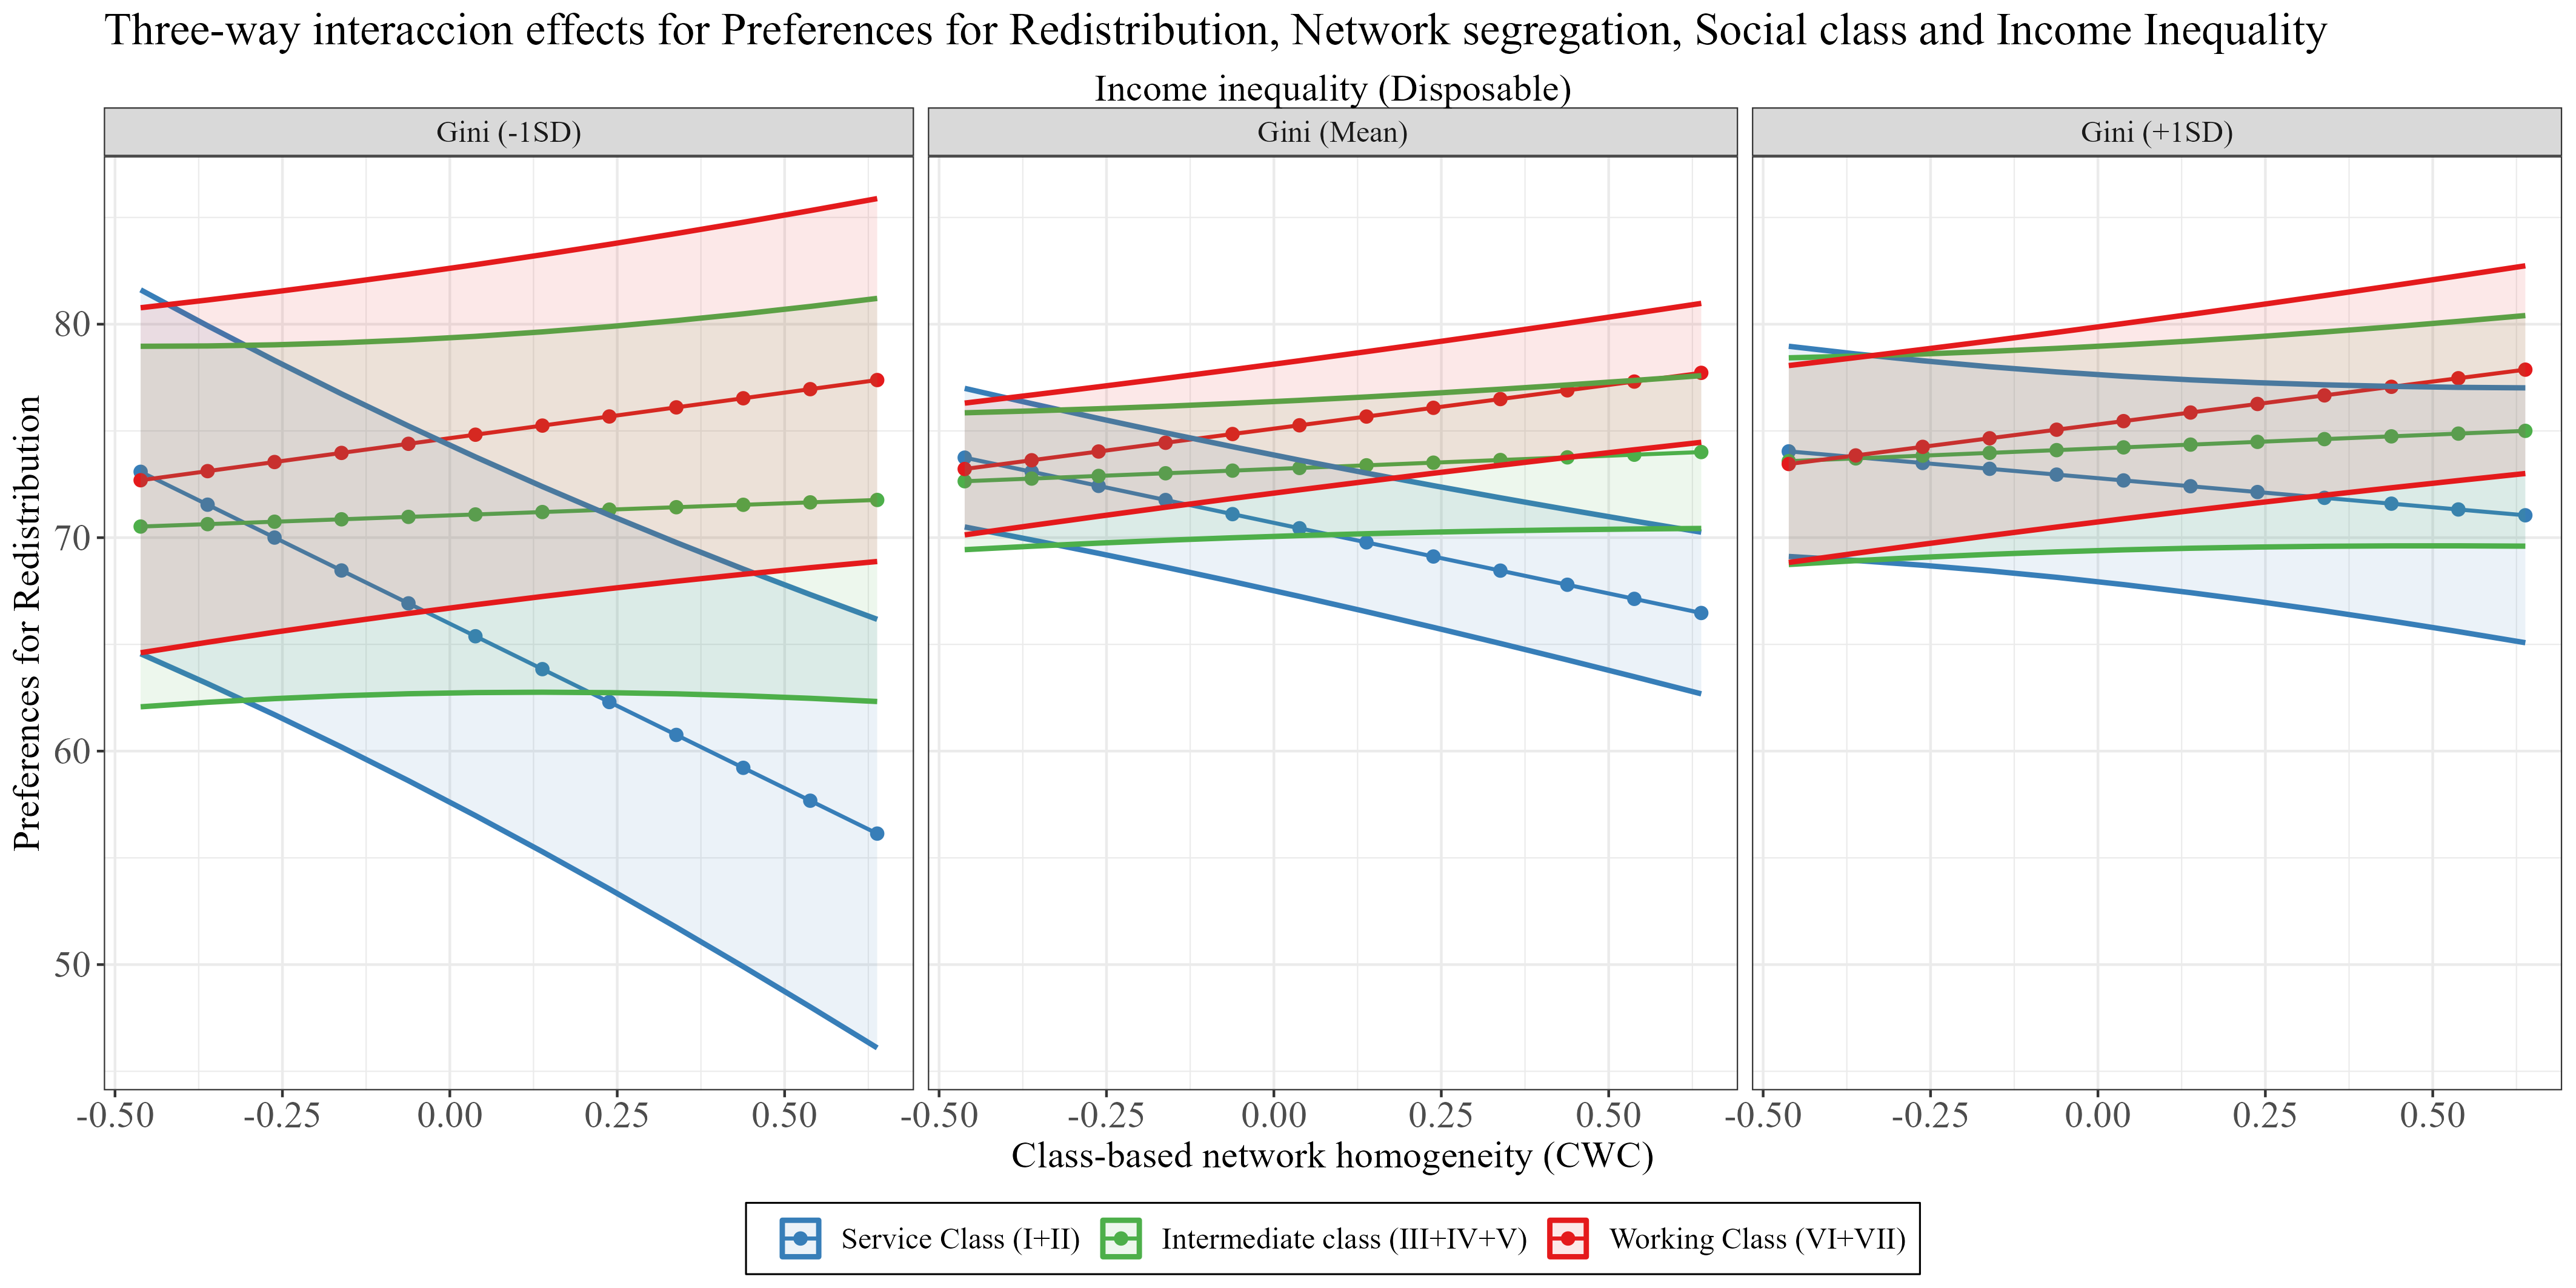 Three-way interaccion effects for Preferences for Redistribution, Network segregation, Social class and Income Inequality
Income inequality (Disposable)
Gini (-1SD)
Gini (Mean)
Gini (+1SD)
Preferences for Redistribution
80
70
60
50
-0.50 -0.25 0.00 0.25 0.50
-0.50 -0.25 0.00 0.25 0.50
-0.50 -0.25 0.00 0.25 0.50
Class-based network homogeneity (CWC)
Service Class (I+II)
Intermediate class (III+IV+V)
Working Class (VI+VII)